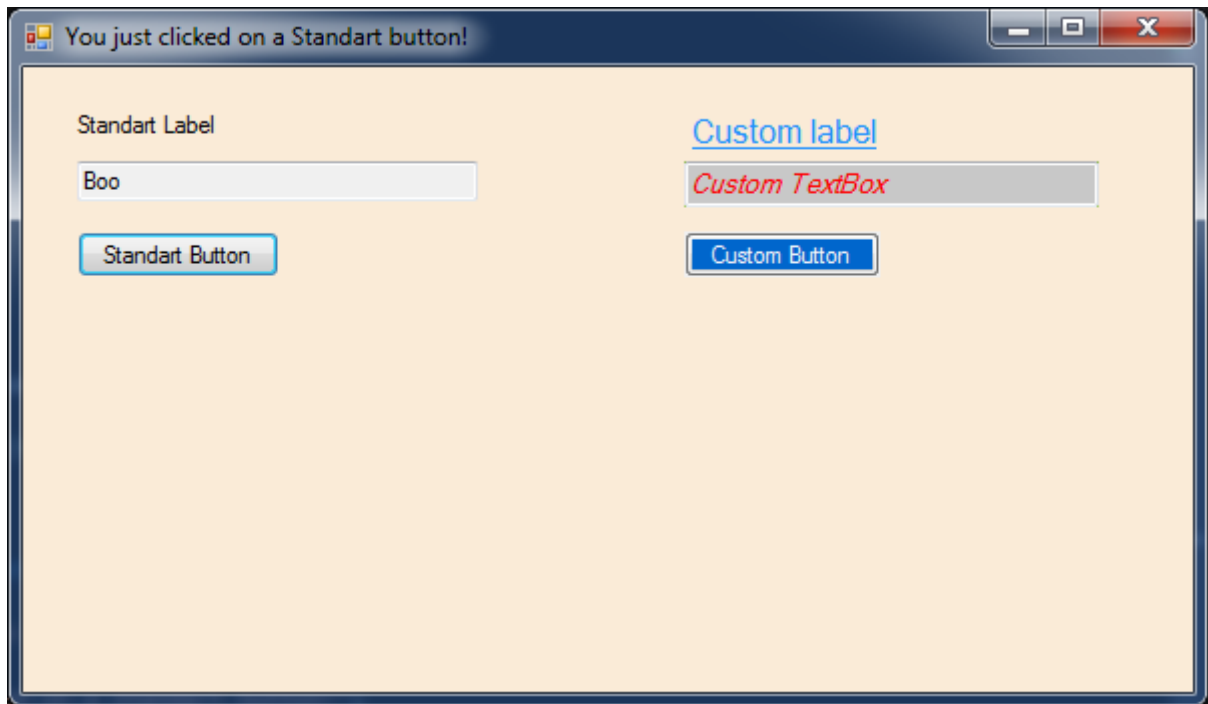 You just clicked on a Standart button!
Standart Label
Custom label
Boo
Custom TextBox
Standart Button
Custom Button